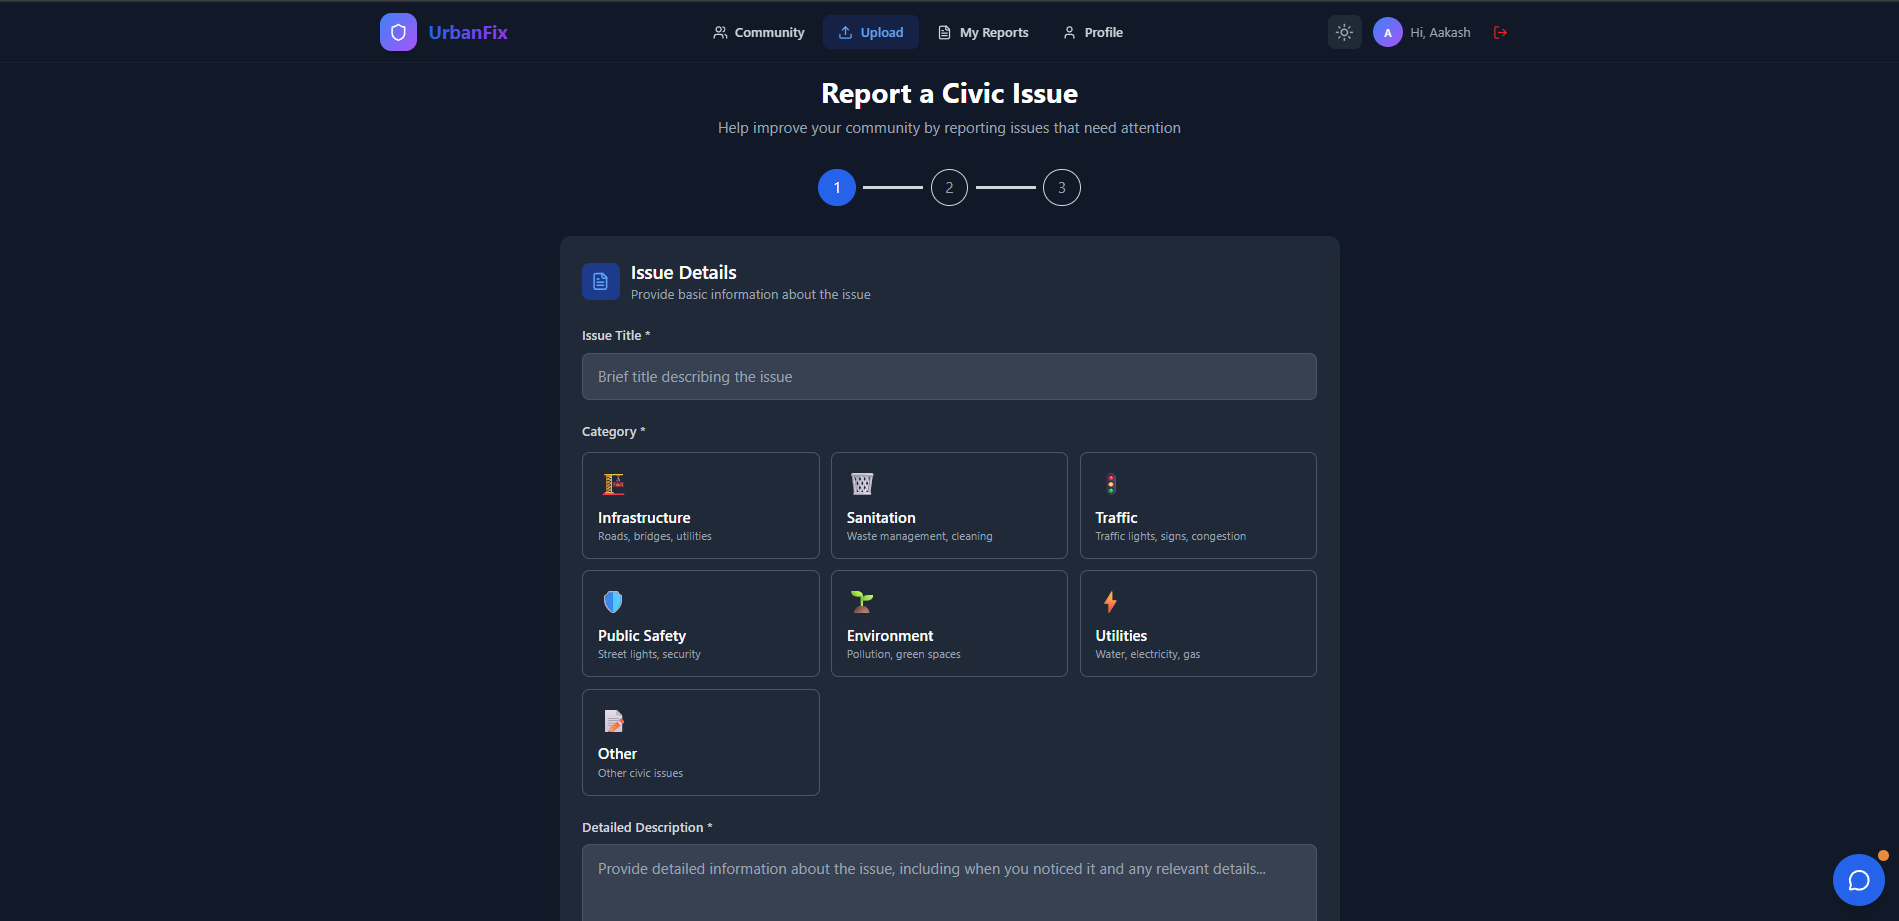 UrbanFix
Community
Upload
My Reports
Profile
A
Hi, Aakash
Report a Civic Issue
Help improve your community by reporting issues that need attention
1
2
3
Issue Details
Provide basic information about the issue
Issue Title *
Brief title describing the issue
Category *
Infrastructure
Roads, bridges, utilities
Sanitation
Waste management, cleaning
Traffic
Traffic lights, signs, congestion
Public Safety
Street lights, security
Environment
Pollution, green spaces
Utilities
Water, electricity, gas
Other
Other civic issues
Detailed Description *
Provide detailed information about the issue, including when you noticed it and any relevant details...